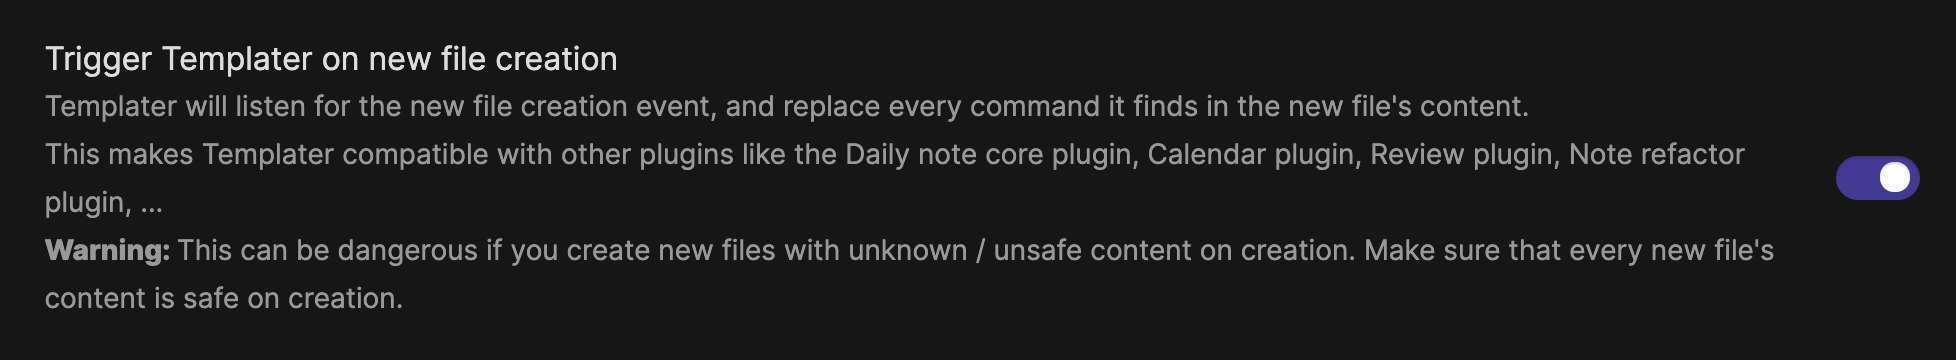 Trigger Templater on new file creation
Templater will listen for the new file creation event, and replace every command it finds in the new file's content.
This makes Templater compatible with other plugins like the Daily note core plugin, Calendar plugin, Review plugin, Note refactor
plugin, ...
Warning: This can be dangerous if you create new files with unknown / unsafe content on creation. Make sure that every new file's
content is safe on creation.